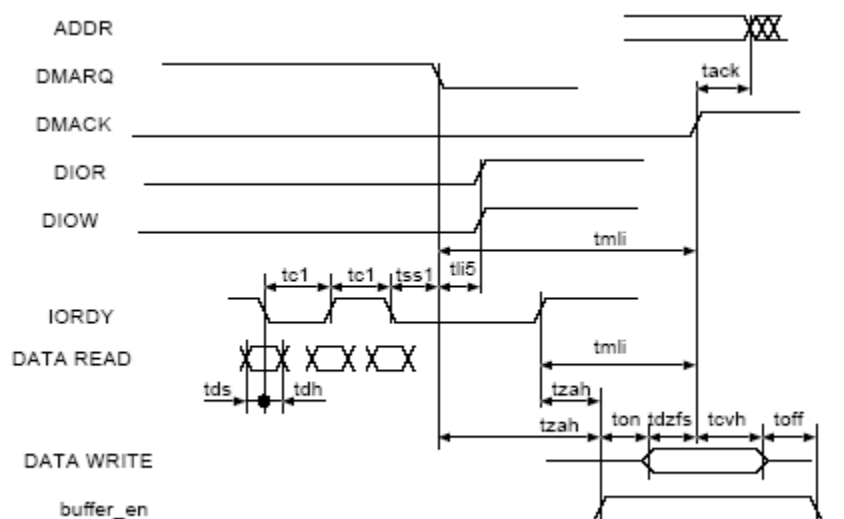 ADDR
DMARQ
tack
DMACK
DIOR
DIOW
tmli
tc1 tc1 tss1 tli5
IORDY
tmli
DATA READ
tds tdh
tzah
tzah ton tdzfs tcvh toff
DATA WRITE
buffer_en